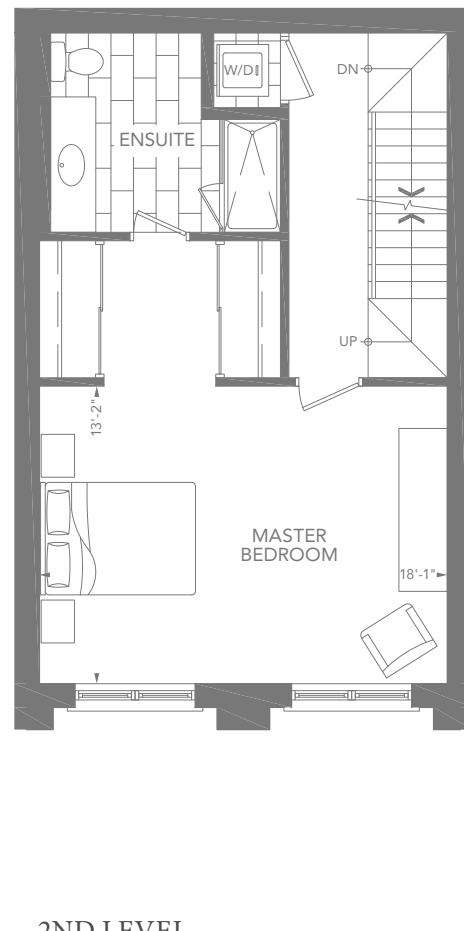 W/D
DN
ENSUITE
UP
13'-2"
MASTER
BEDROOM
18'-1"
2ND LEVEL